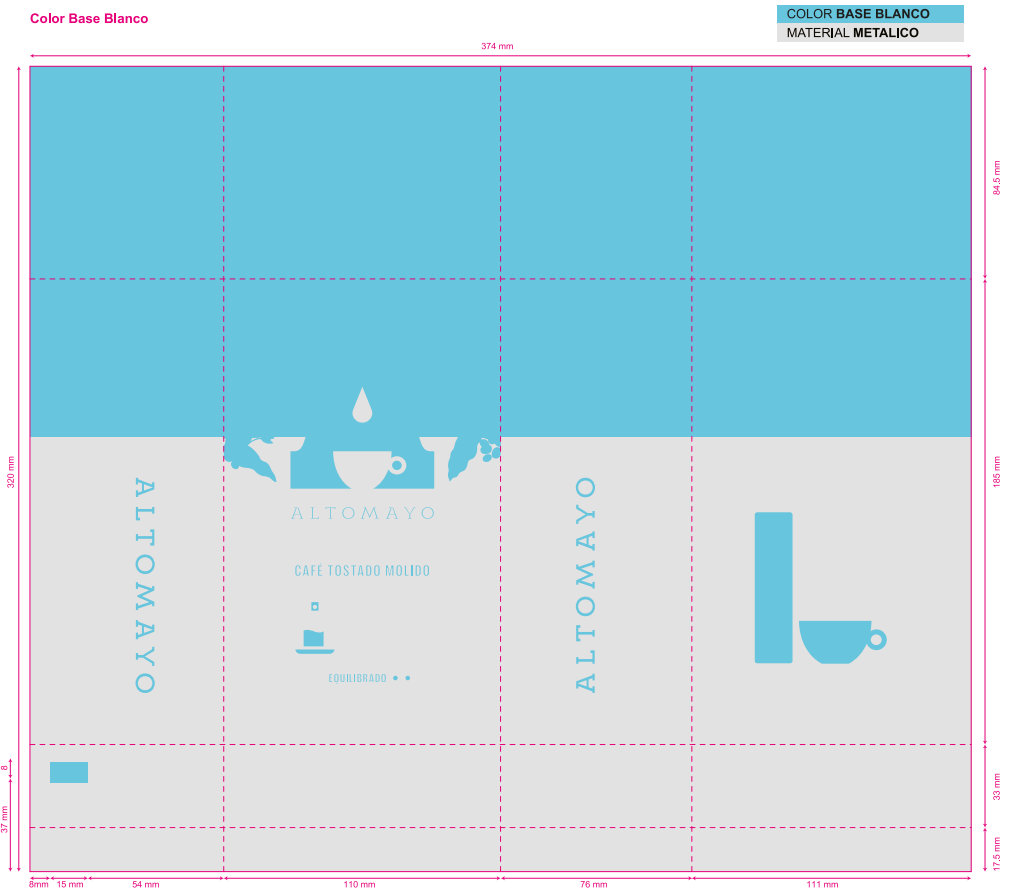 Color Base Blanco
COLOR BASE BLANCO
MATERIAL METALICO
374 mm
84.5 mm
320 mm
185 mm
ALTOMAYO
ALTOMAYO
ALTOMAYO
CAFÉ TOSTADO MOLIDO
EQUILIBRADO
8
37 mm
33 mm
17.5 mm
8mm
15 mm
54 mm
110 mm
76 mm
111 mm